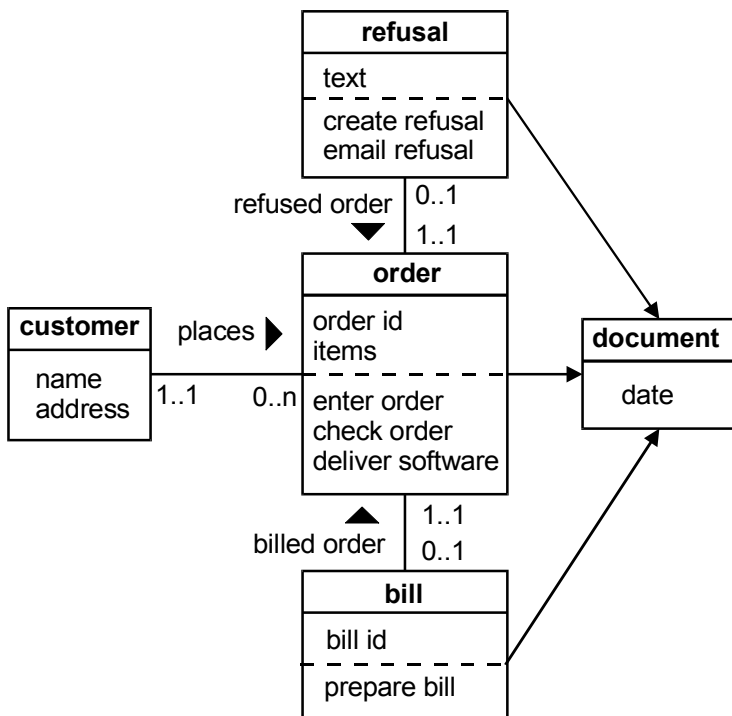 refusal
text
create refusal
email refusal
refused order
0..1
1..1
order
order id
items
enter order
check order
deliver software
customer
name
address
places
1..1
0..n
document
date
billed order
1..1
0..1
bill
bill id
prepare bill